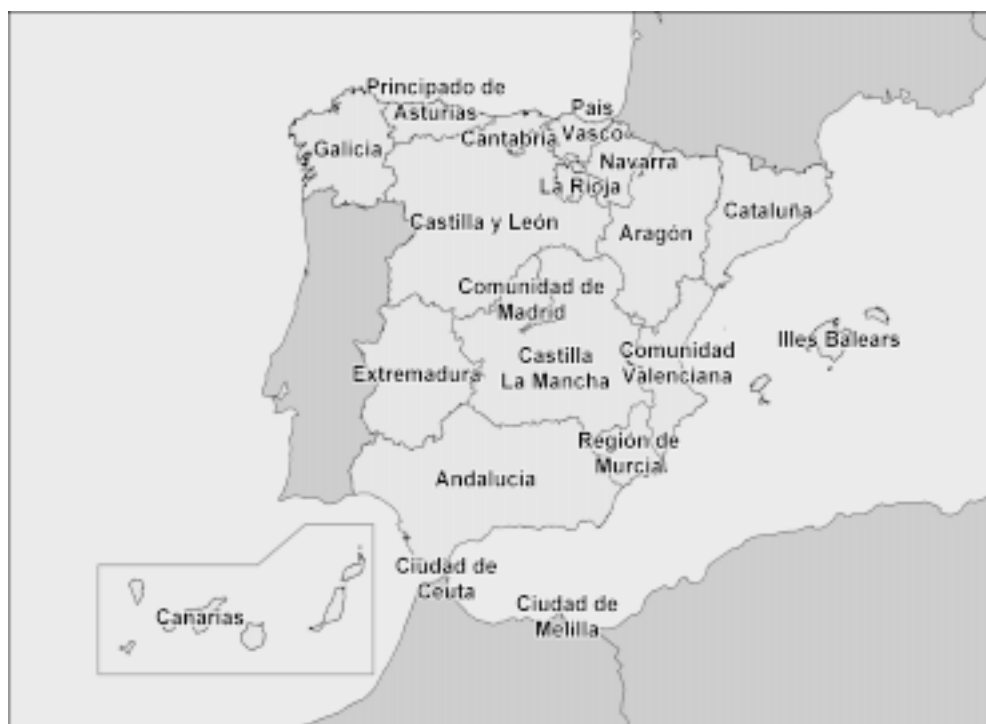 Principado de
Asturias
Pais
Vasco
Cantabria
Galicia
Navarra
La Rioja
Castilla y León
Aragón
Cataluña
Comunidad de
Madrid
Illes Balears
Castilla
La Mancha
Comunidad
Valenciana
Extremadura
Región de
Murcia
Andalucia
Ciudad de
Ceuta
Ciudad de
Melilla
Canarias